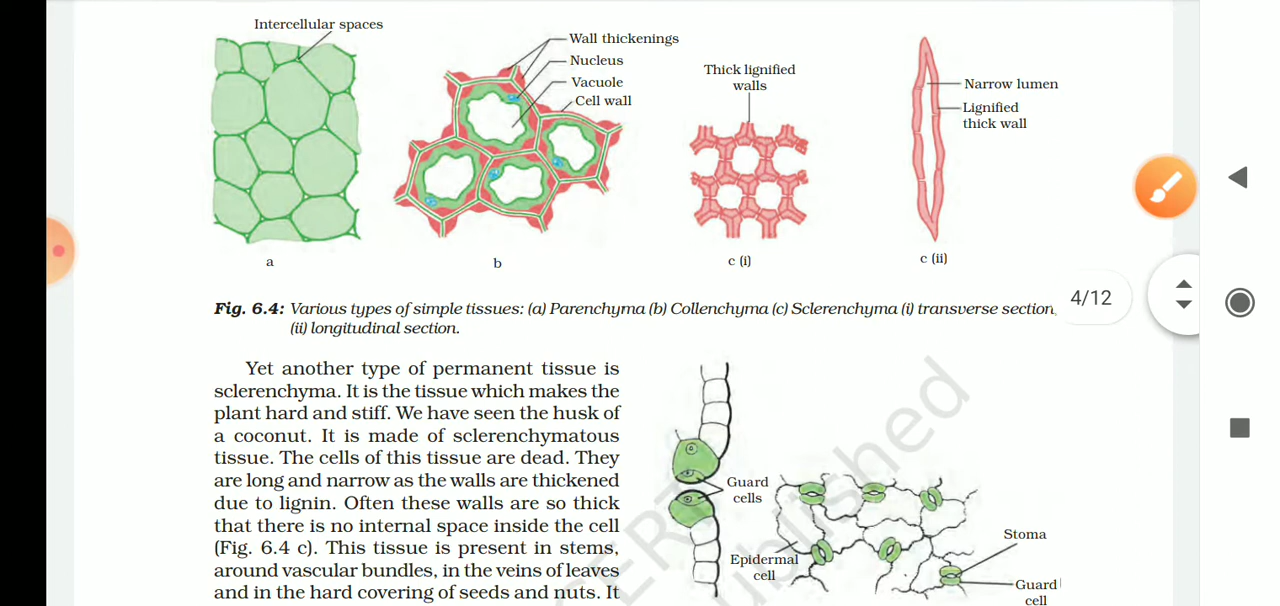 Intercellular spaces
Wall thickenings
Nucleus
Vacuole
Cell wall
Thick lignified
walls
Narrow lumen
Lignified
thick wall
a
b
c (i)
c (ii)
Fig. 6.4: Various types of simple tissues: (a) Parenchyma (b) Collenchyma (c) Sclerenchyma (i) transverse section,
(ii) longitudinal section.
4/12
Yet another type of permanent tissue is
sclerenchyma. It is the tissue which makes the
plant hard and stiff. We have seen the husk of
a coconut. It is made of sclerenchymatous
tissue. The cells of this tissue are dead. They
are long and narrow as the walls are thickened
due to lignin. Often these walls are so thick
that there is no internal space inside the cell
(Fig. 6.4 c). This tissue is present in stems,
around vascular bundles, in the veins of leaves
and in the hard covering of seeds and nuts. It
Guard
cells
Epidermal
cell
Stoma
Guard
cell
CERT
ublished